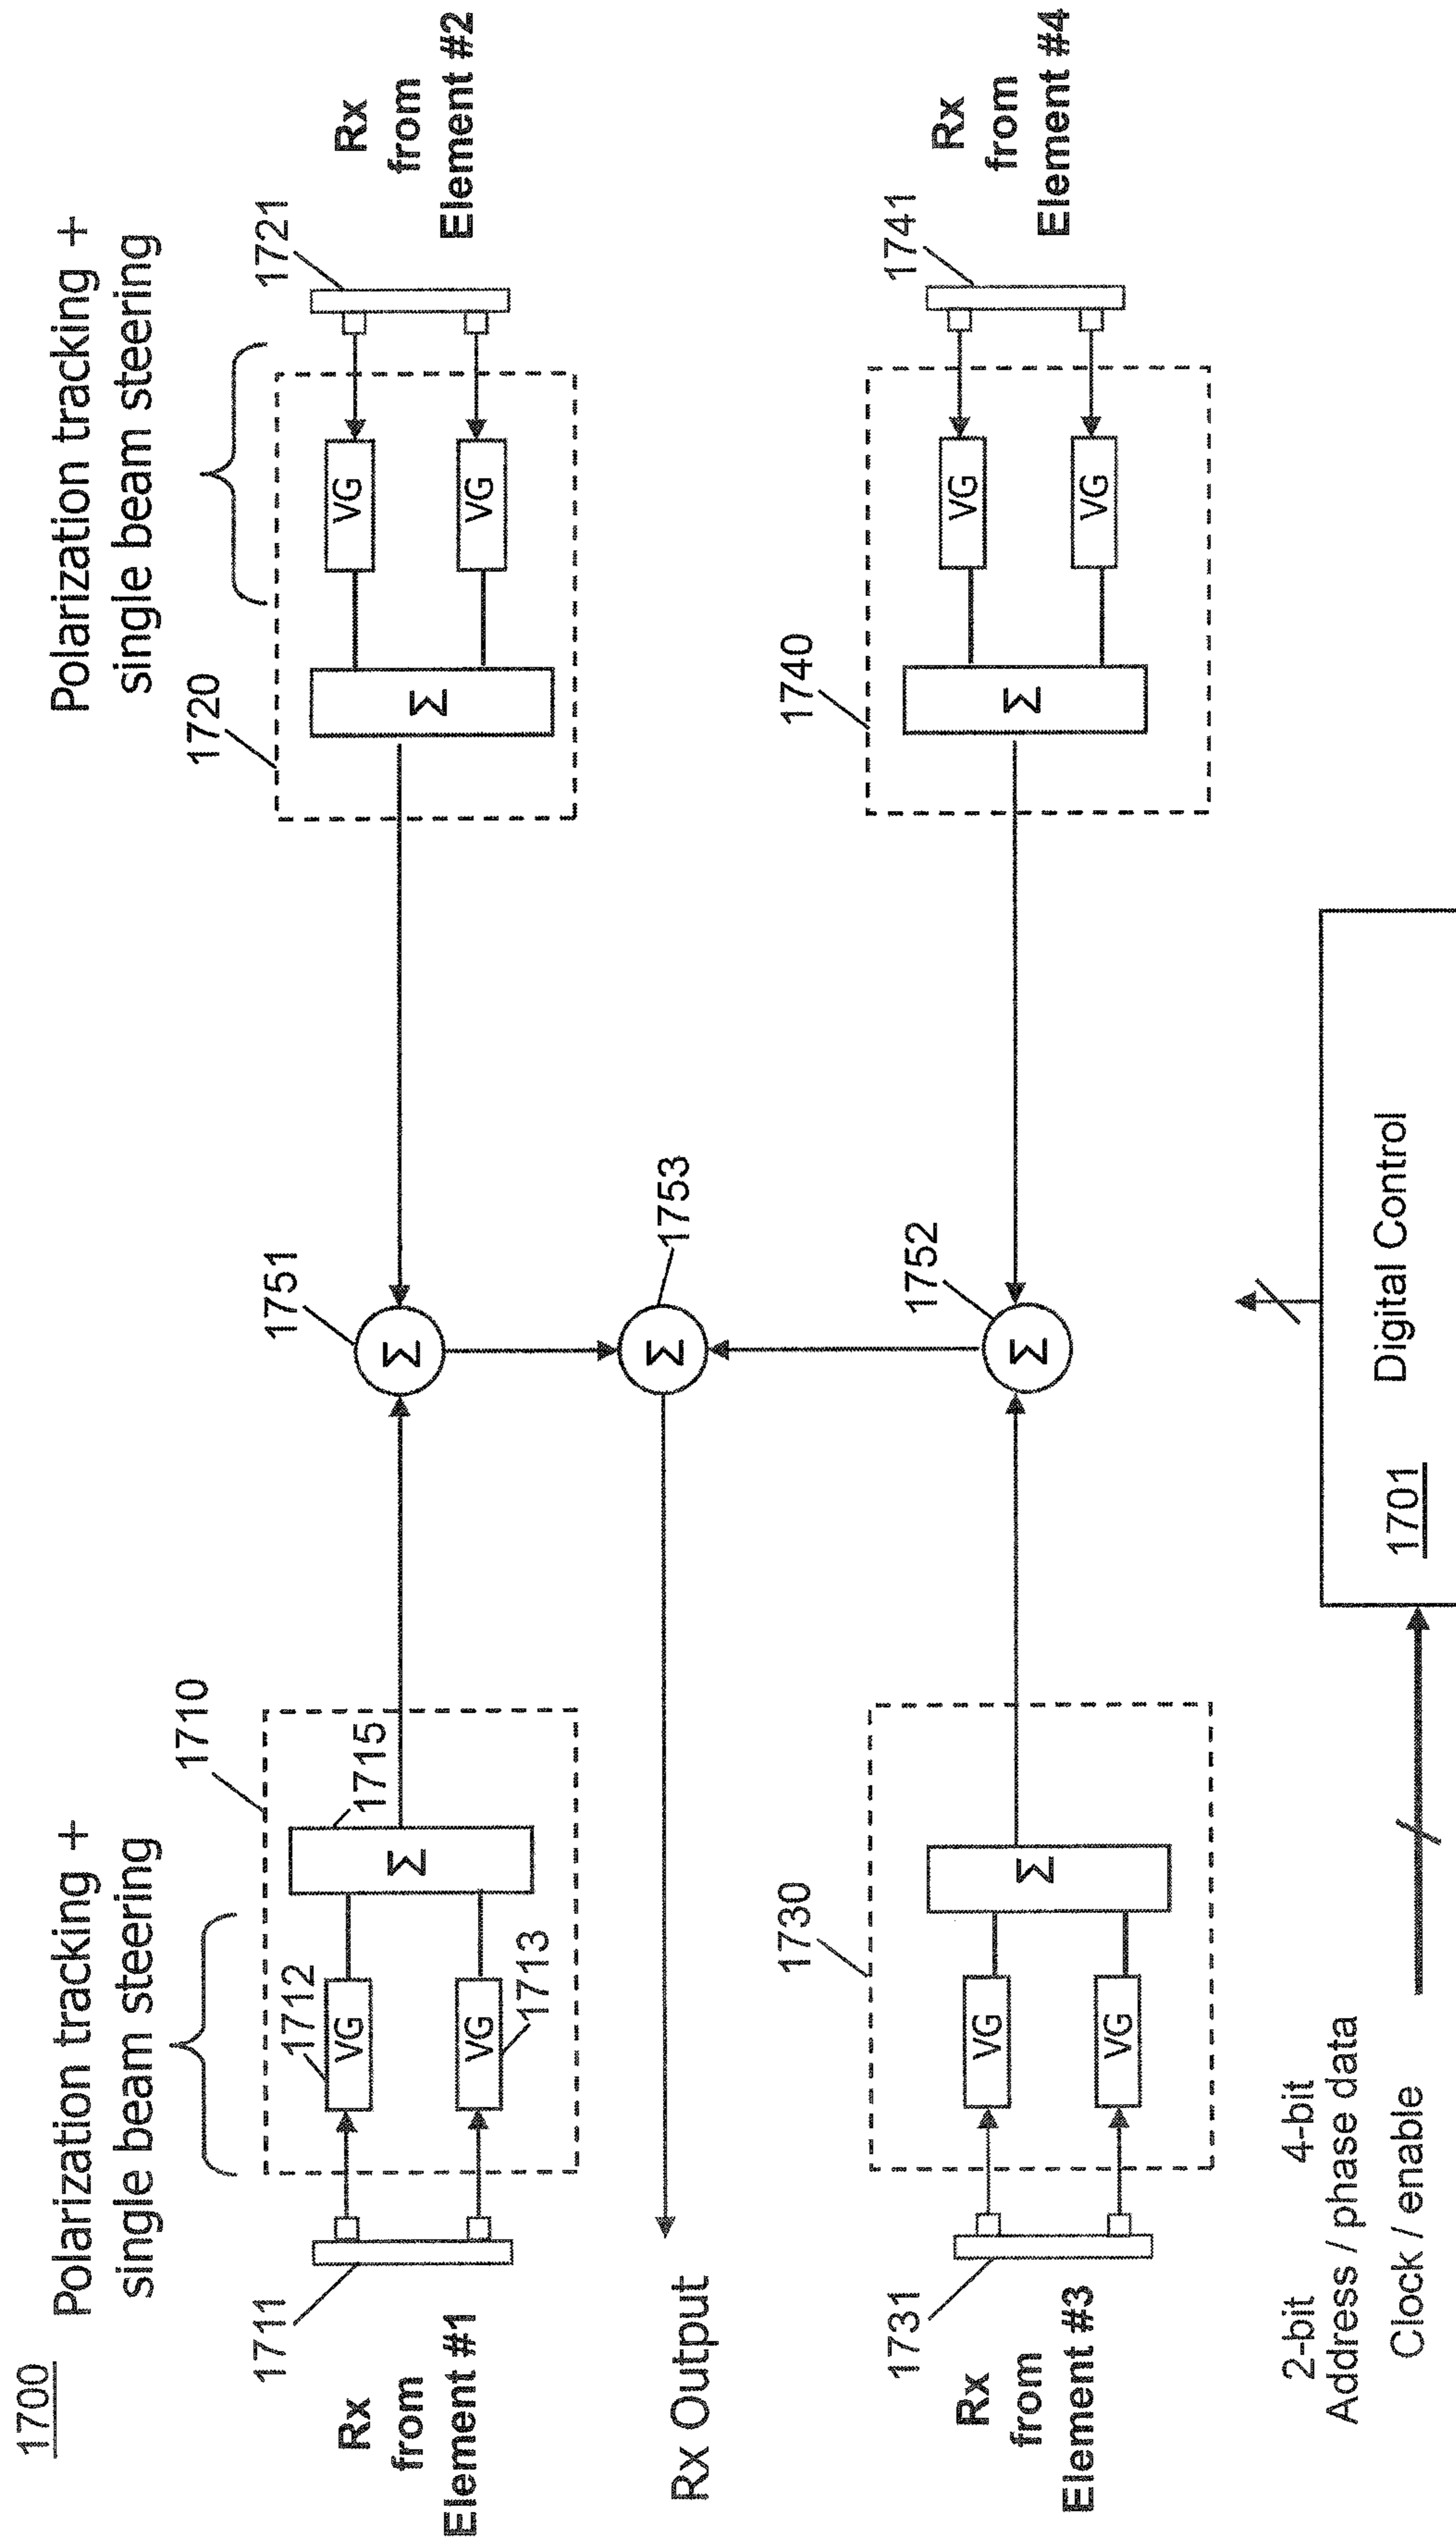 1700
Polarization tracking +
single beam steering
Polarization tracking +
single beam steering
1710
1720
1711
1712
VG
VG
1713
1715
Σ
1751
Σ
Σ
VG
VG
1721
Rx
from
Element #1
Rx
from
Element #2
Rx Output
Σ
1753
1730
1740
1731
VG
VG
Σ
1752
Σ
Σ
VG
VG
1741
Rx
from
Element #3
Rx
from
Element #4
2-bit 4-bit
Address / phase data
Clock / enable
1701
Digital Control